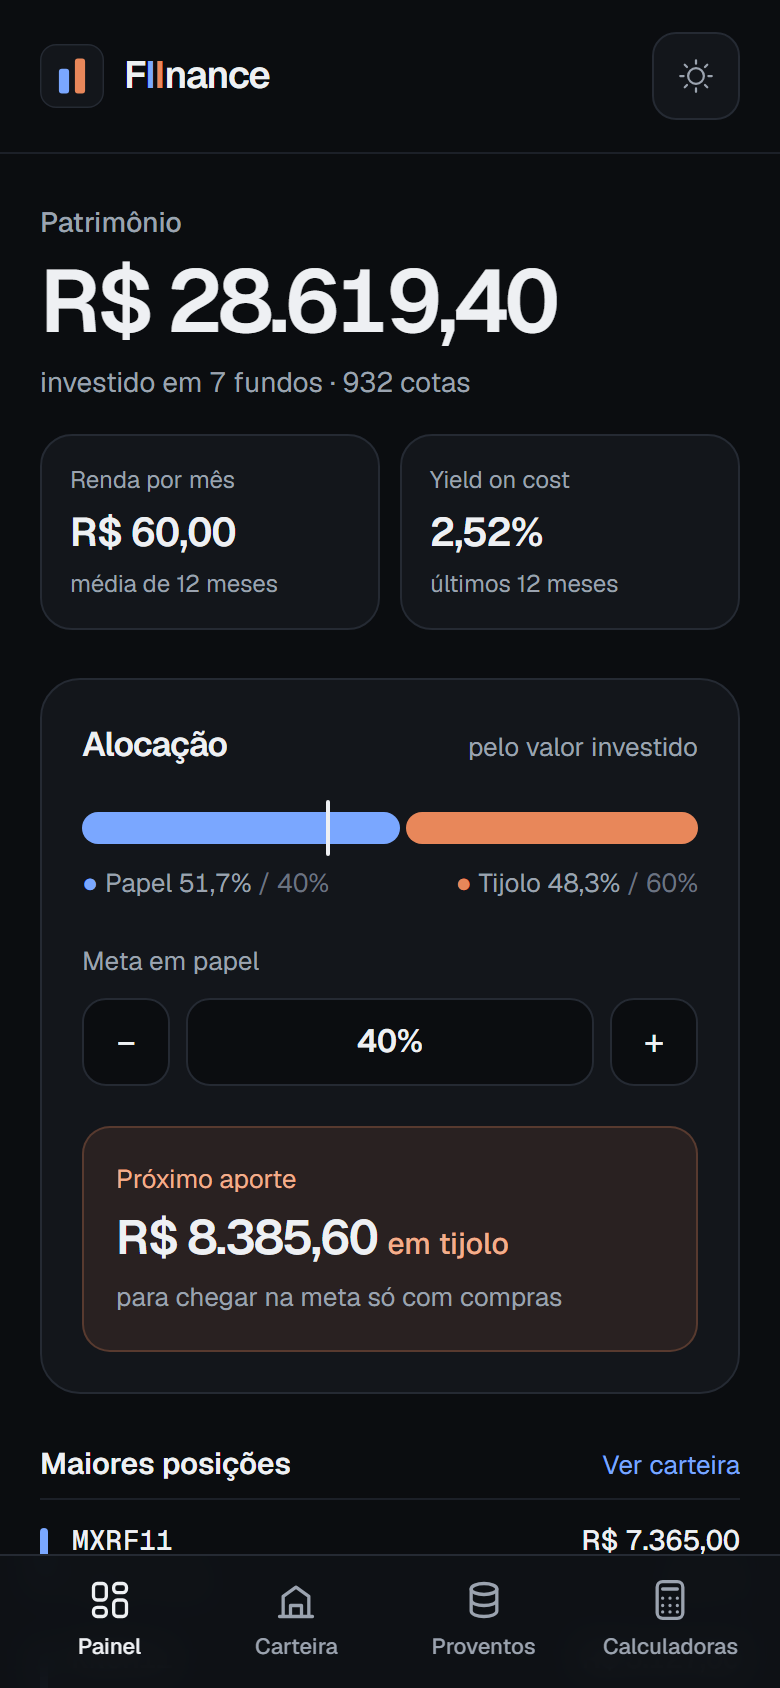 FIInance
Patrimônio
R$ 28.619,40
investido em 7 fundos · 932 cotas
Renda por mês
R$ 60,00
média de 12 meses
Yield on cost
2,52%
últimos 12 meses
Alocação
pelo valor investido
Papel 51,7% / 40%
Tijolo 48,3% / 60%
Meta em papel
− 40% +
Próximo aporte
R$ 8.385,60 em tijolo
para chegar na meta só com compras
Maiores posições
Ver carteira
MXRF11
R$ 7.365,00
Painel
Carteira
Proventos
Calculadoras